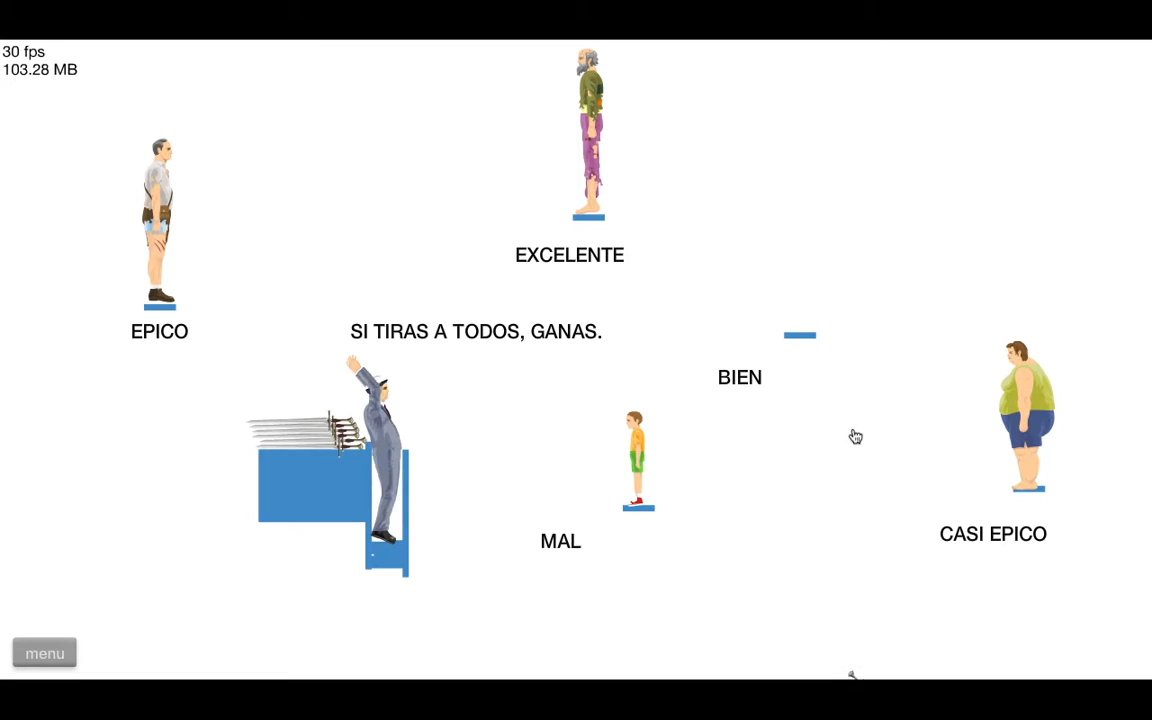 30 fps
103.28 MB
EXCELENTE
EPICO
SI TIRAS A TODOS, GANAS.
BIEN
MAL
CASI EPICO
menu